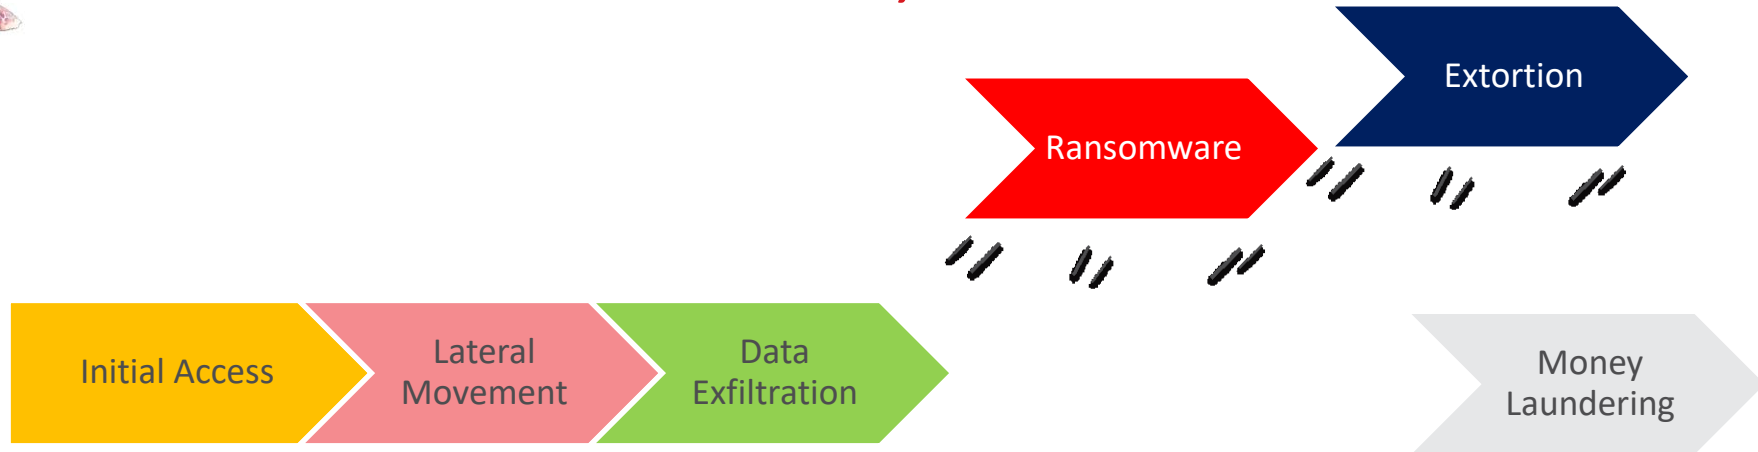 Extortion
Ransomware
Initial Access
Lateral
Movement
Data
Exfiltration
Money
Laundering